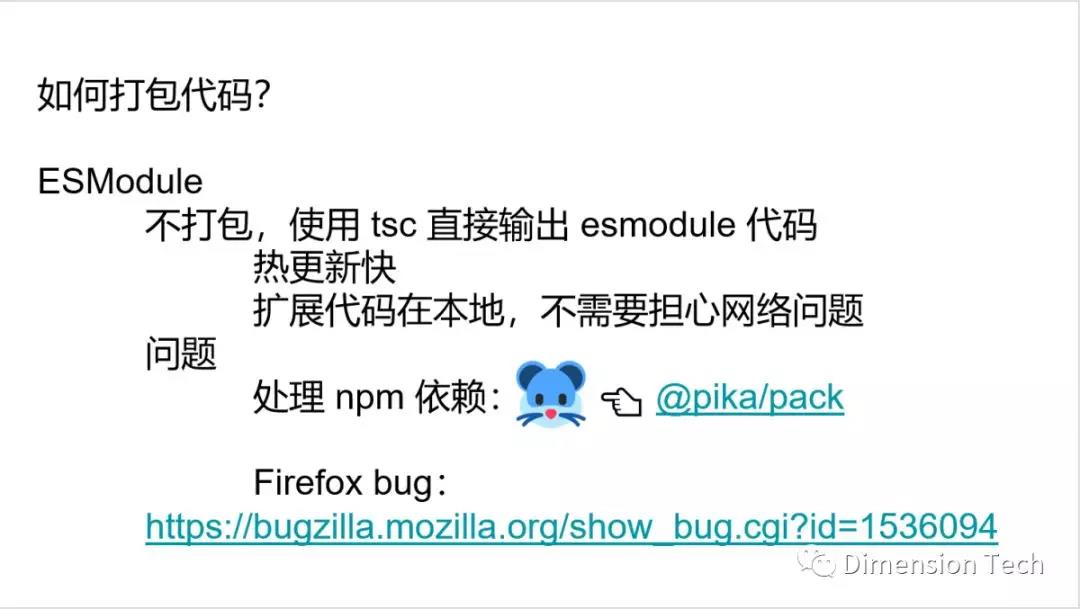 如何打包代码？
ESModule
不打包，使用 tsc 直接输出 esmodule 代码
热更新快
扩展代码在本地，不需要担心网络问题
问题
处理 npm 依赖： @pika/pack
Firefox bug：
https://bugzilla.mozilla.org/show_bug.cgi?id=1536094
Dimension Tech